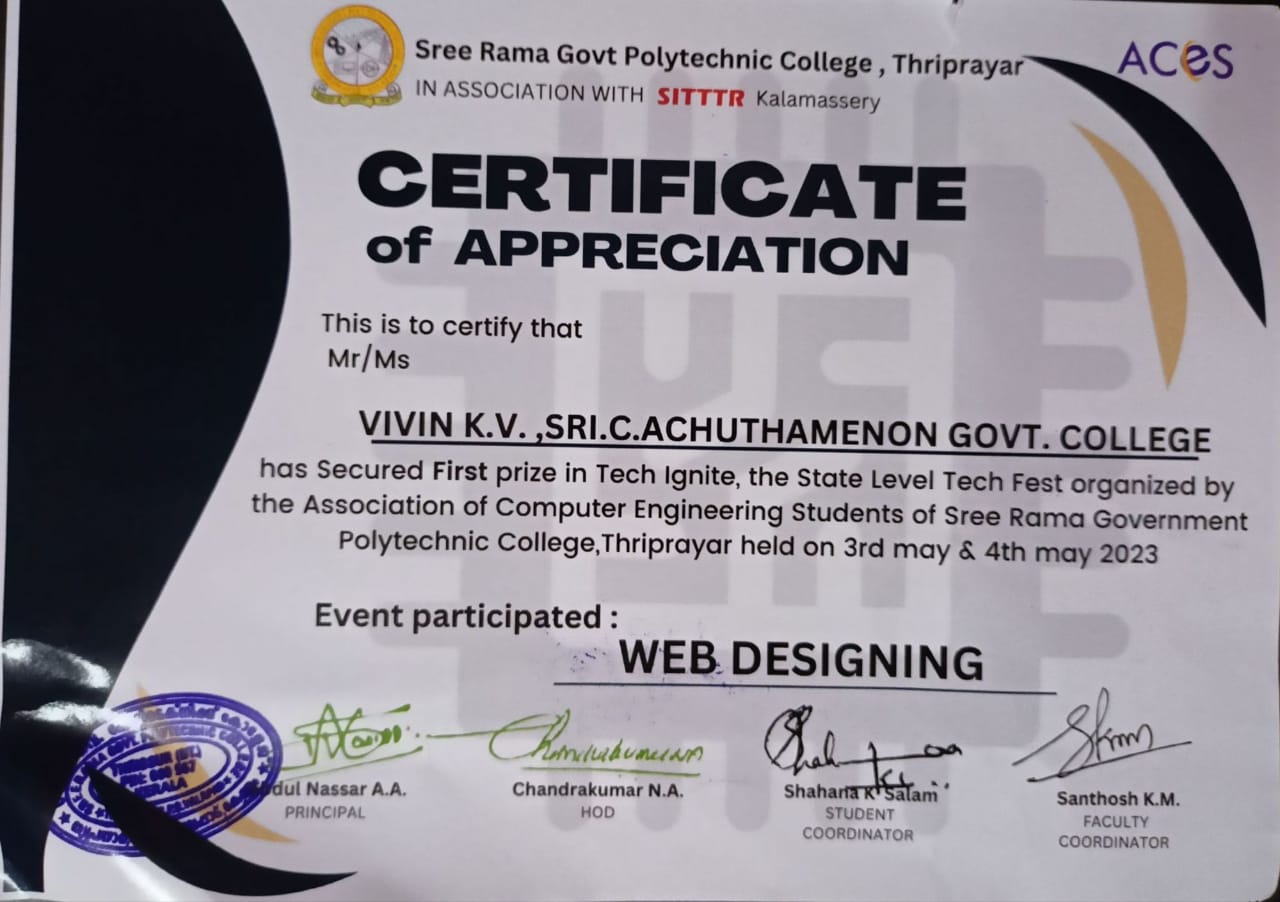 Sree Rama Govt Polytechnic College , Thriprayar
IN ASSOCIATION WITH SITTTR Kalamassery
ACeS
CERTIFICATE
of APPRECIATION
This is to certify that
Mr/Ms
VIVIN K.V. ,SRI.C.ACHUTHAMENON GOVT. COLLEGE
has Secured First prize in Tech Ignite, the State Level Tech Fest organized by
the Association of Computer Engineering Students of Sree Rama Government
Polytechnic College,Thriprayar held on 3rd may & 4th may 2023
Event participated :
WEB DESIGNING
Chandrakumaran
dul Nassar A.A.
PRINCIPAL
Chandrakumar N.A.
HOD
Shahana K Salam
STUDENT
COORDINATOR
Santhosh K.M.
FACULTY
COORDINATOR